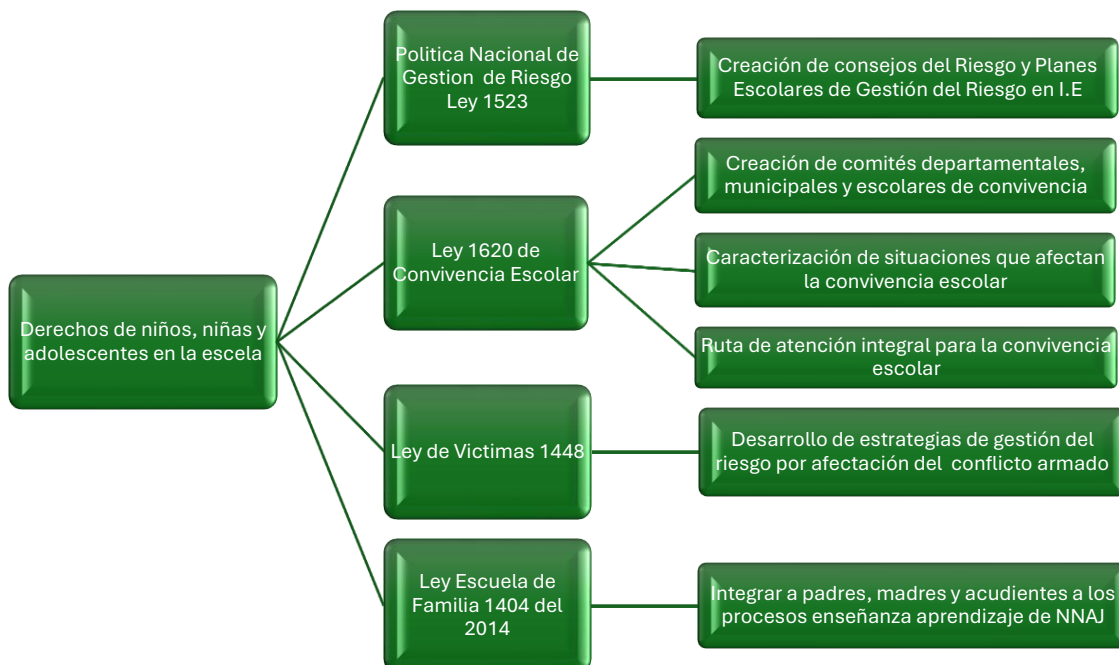 Derechos de niños, niñas y
adolescentes en la escela
Politica Nacional de
Gestion de Riesgo
Ley 1523
Creación de consejos del Riesgo y Planes
Escolares de Gestión del Riesgo en I.E
Ley 1620 de
Convivencia Escolar
Creación de comités departamentales,
municipales y escolares de convivencia
Caracterización de situaciones que afectan
la convivencia escolar
Ruta de atención integral para la convivencia
escolar
Ley de Victimas 1448
Desarrollo de estrategias de gestión del
riesgo por afectación del conflicto armado
Ley Escuela de
Familia 1404 del
2014
Integrar a padres, madres y acudientes a los
procesos enseñanza aprendizaje de NNAJ